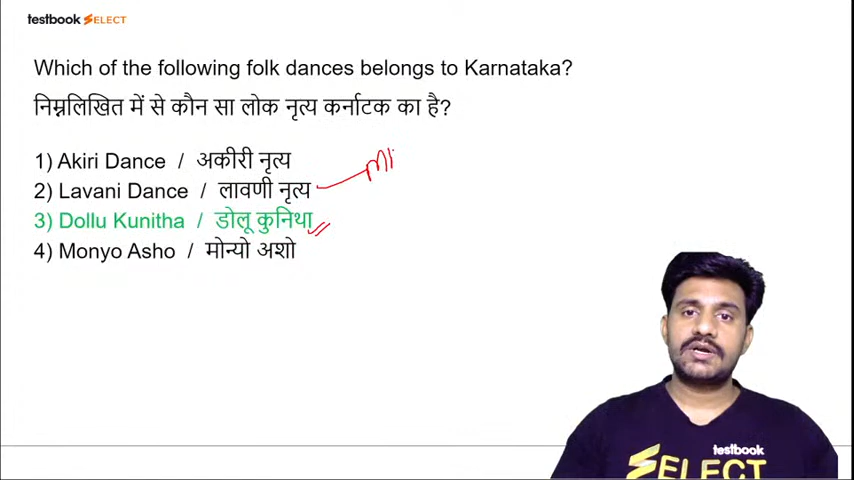 testbook SELECT
Which of the following folk dances belongs to Karnataka?
निम्नलिखित में से कौन सा लोक नृत्य कर्नाटक का है?
1) Akiri Dance / अकीरी नृत्य
2) Lavani Dance / लावणी नृत्य
3) Dollu Kunitha / डोलू कुनिथा
4) Monyo Asho / मोन्यो अशो
testbook
SELECT